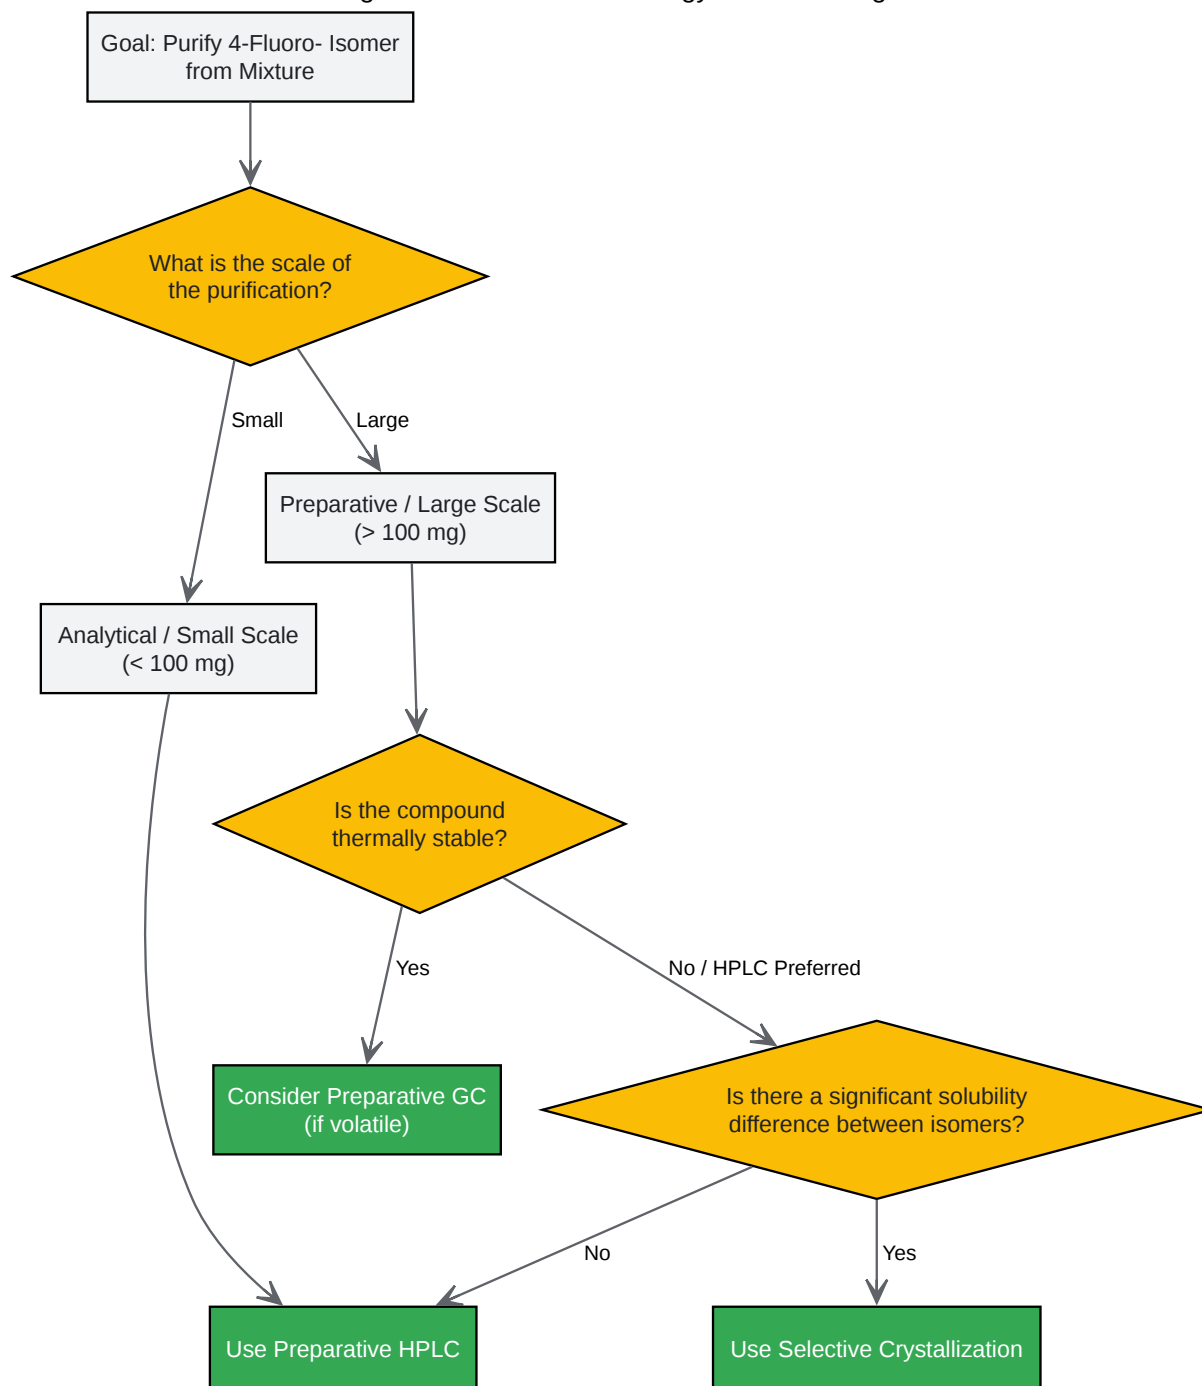 Goal: Purify 4-Fluoro- Isomer
from Mixture
What is the scale of
the purification?
Small
Large
Preparative / Large Scale
(> 100 mg)
Analytical / Small Scale
(< 100 mg)
Is the compound
thermally stable?
Yes
No / HPLC Preferred
Consider Preparative GC
(if volatile)
Is there a significant solubility
difference between isomers?
No
Yes
Use Preparative HPLC
Use Selective Crystallization